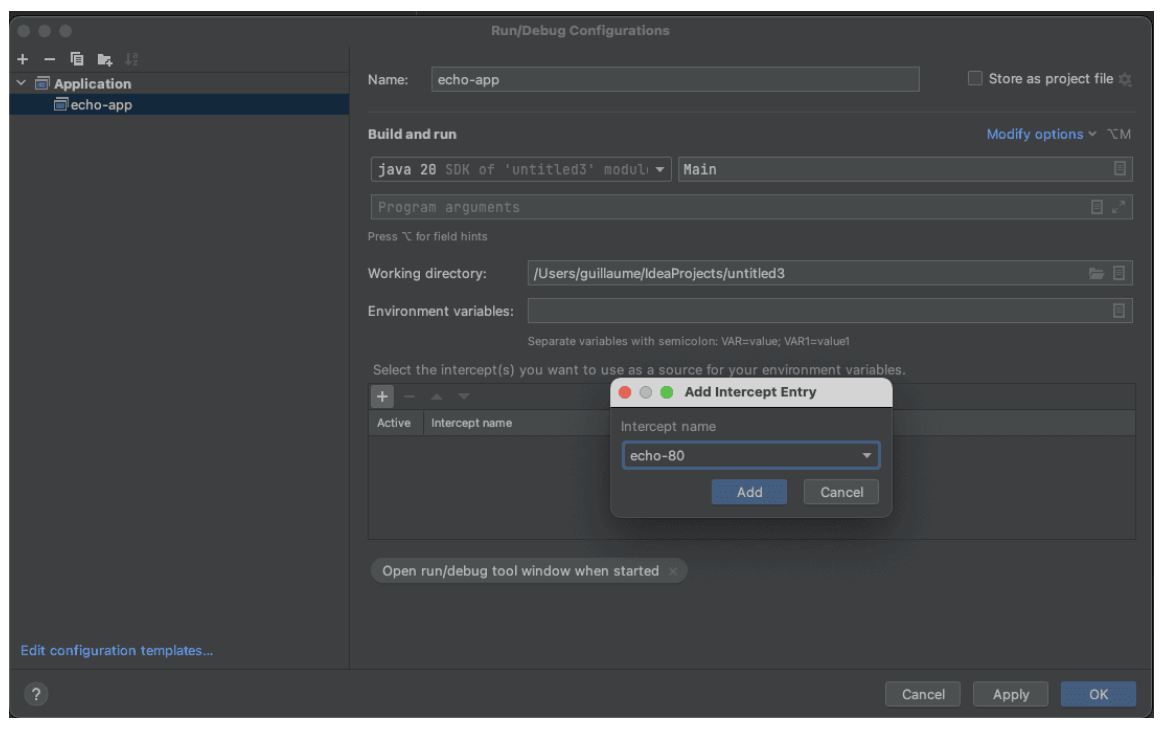 Run/Debug Configurations
Application
echo-app
Name: echo-app Store as project file
Build and run Modify options ⌥M
java 20 SDK of 'untitled3' modul Main
Program arguments
Press ⌥ for field hints
Working directory: /Users/guillaume/IdeaProjects/untitled3
Environment variables:
Separate variables with semicolon: VAR=value; VAR1=value1
Select the intercept(s) you want to use as a source for your environment variables.
Active Intercept name
Add Intercept Entry
Intercept name
echo-80
Add Cancel
Open run/debug tool window when started ×
Edit configuration templates...
? Cancel Apply OK